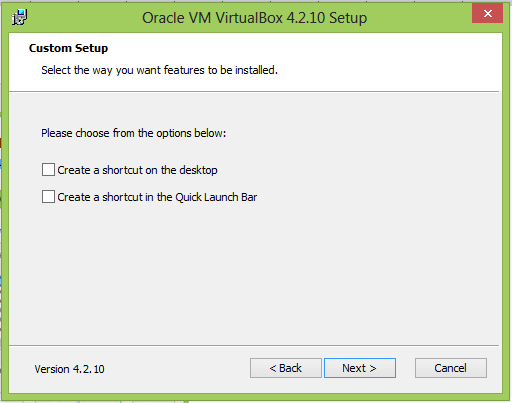 Oracle VM VirtualBox 4.2.10 Setup
Custom Setup
Select the way you want features to be installed.
Please choose from the options below:
Create a shortcut on the desktop
Create a shortcut in the Quick Launch Bar
Version 4.2.10
< Back
Next >
Cancel